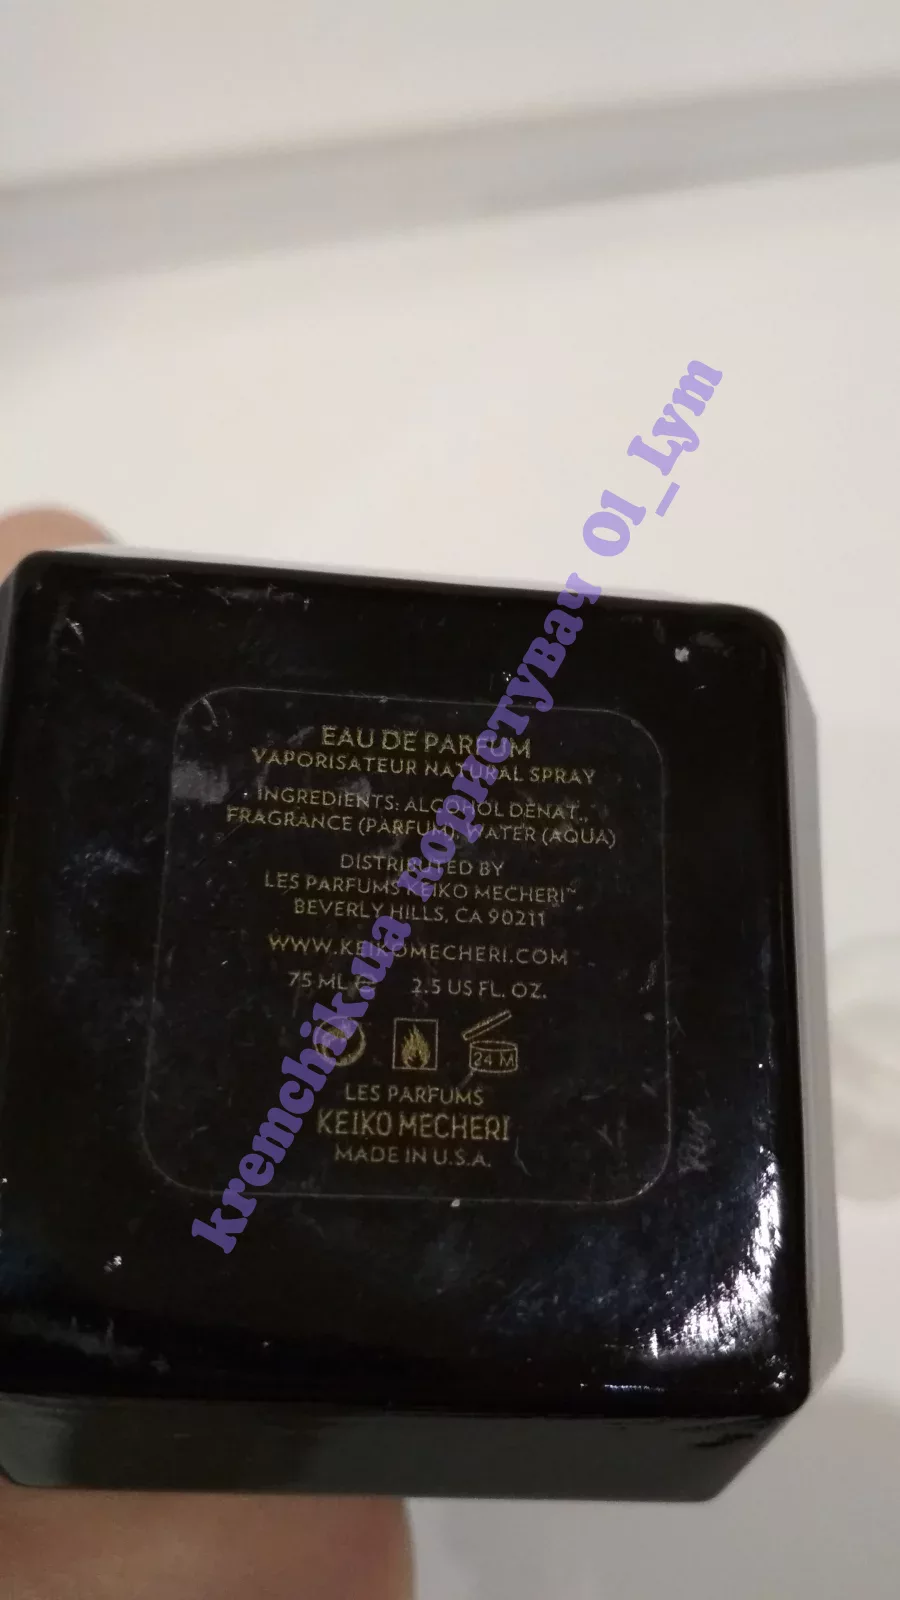 EAU DE PARFUM
VAPORISATEUR NATURAL SPRAY
INGREDIENTS: ALCOHOL DENAT.,
FRAGRANCE (PARFUM), WATER (AQUA)
DISTRIBUTED BY
LES PARFUMS KEIKO MECHERI™
BEVERLY HILLS, CA 90211
WWW.KEIKOMECHERI.COM
75 ML ℮ 2.5 US FL. OZ.
24 M
LES PARFUMS
KEIKO MECHERI
MADE IN U.S.A.
kremchik.ua користувач Ol_Lym